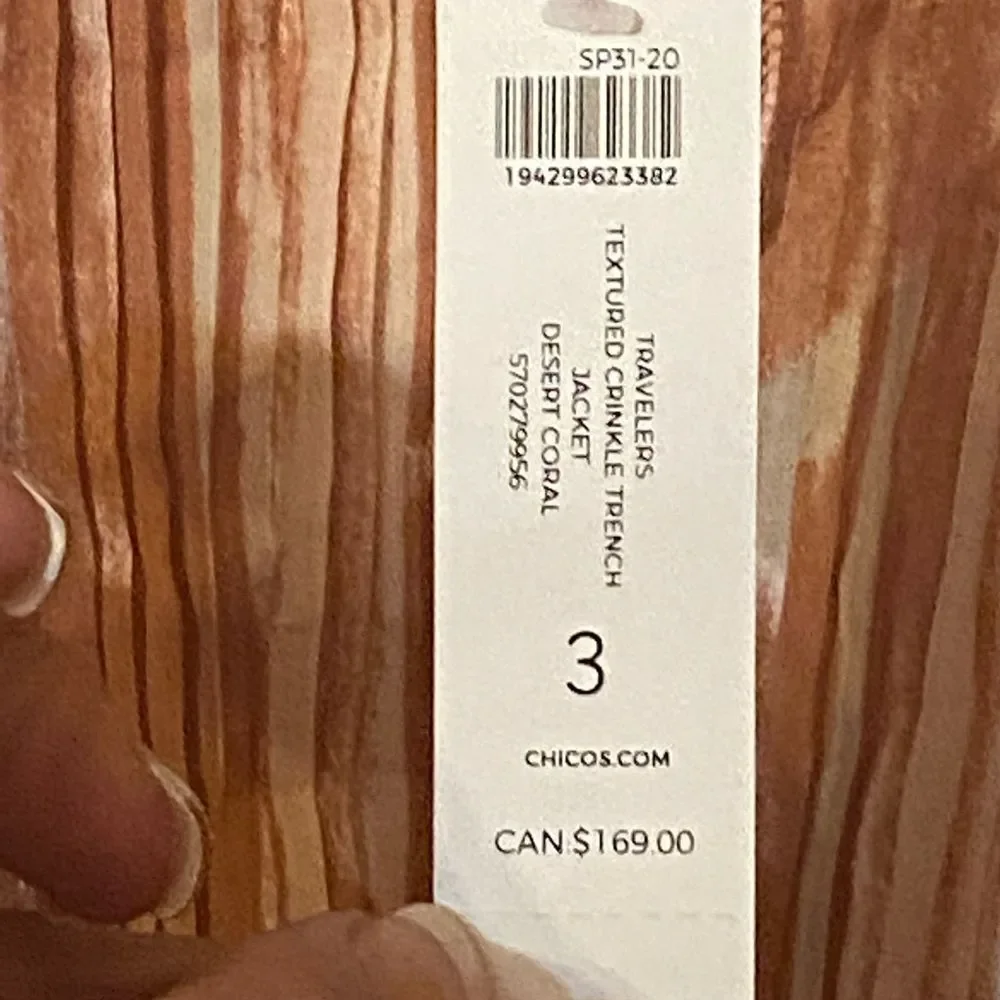 SP31-20
194299623382
TRAVELERS
TEXTURED CRINKLE TRENCH
JACKET
DESERT CORAL
570279956
3
CHICOS.COM
CAN:$169.00